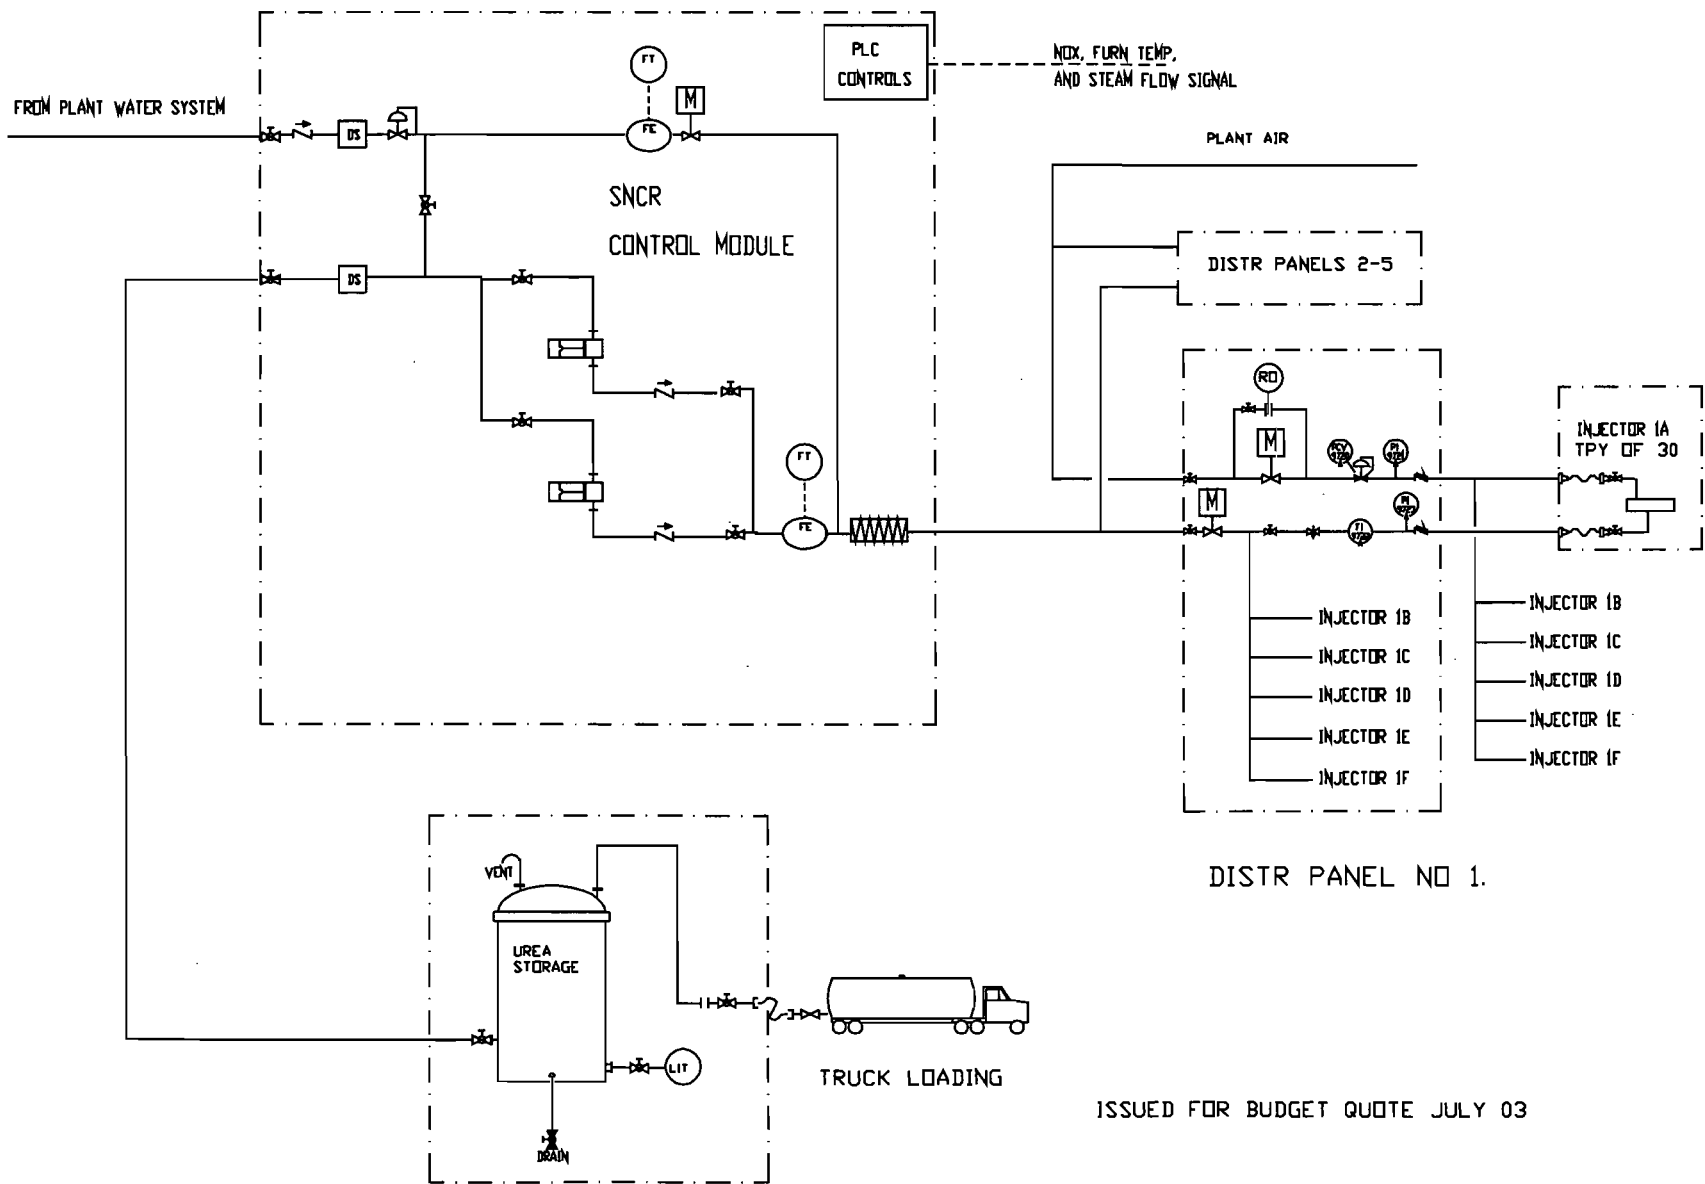 PLC
CONTROLS
NOX, FURN TEMP,
AND STEAM FLOW SIGNAL
FT
M
FROM PLANT WATER SYSTEM
DS
FE
PLANT AIR
SNCR
CONTROL MODULE
DISTR PANELS 2-5
DS
RO
M
INJECTOR 1A
TPY OF 30
FT
M
FE
INJECTOR 1B
INJECTOR 1C
INJECTOR 1D
INJECTOR 1E
INJECTOR 1F
INJECTOR 1B
INJECTOR 1C
INJECTOR 1D
INJECTOR 1E
INJECTOR 1F
DISTR PANEL NO 1.
VENT
UREA
STORAGE
LIT
DRAIN
TRUCK LOADING
ISSUED FOR BUDGET QUOTE JULY 03